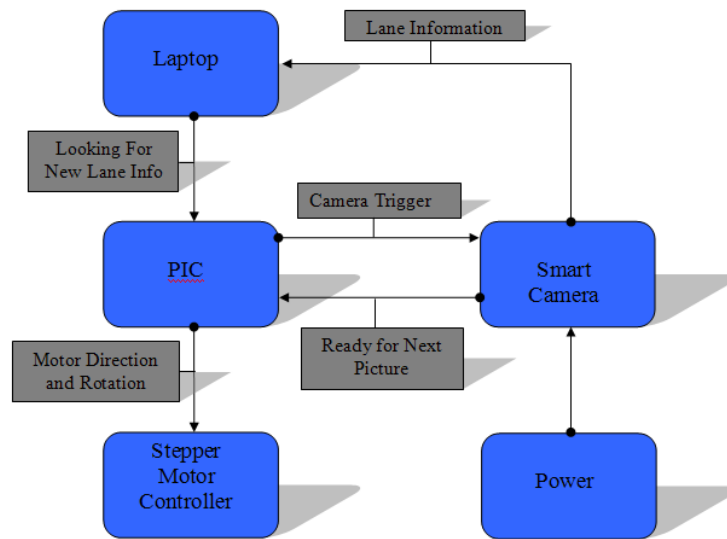 Lane Information
Laptop
Looking For
New Lane Info
Camera Trigger
PIC
Smart
Camera
Motor Direction
and Rotation
Ready for Next
Picture
Stepper
Motor
Controller
Power